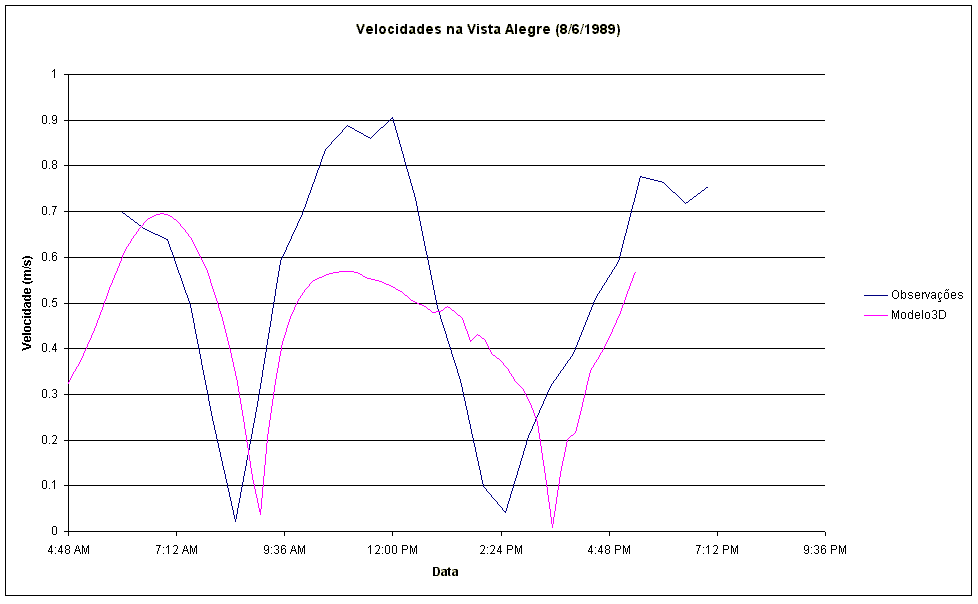 Velocidades na Vista Alegre (8/6/1989)
1
0.9
0.8
0.7
0.6
0.5
0.4
0.3
0.2
0.1
0
Velocidade (m/s)
4:48 AM 7:12 AM 9:36 AM 12:00 PM 2:24 PM 4:48 PM 7:12 PM 9:36 PM
Data
Observações
Modelo3D